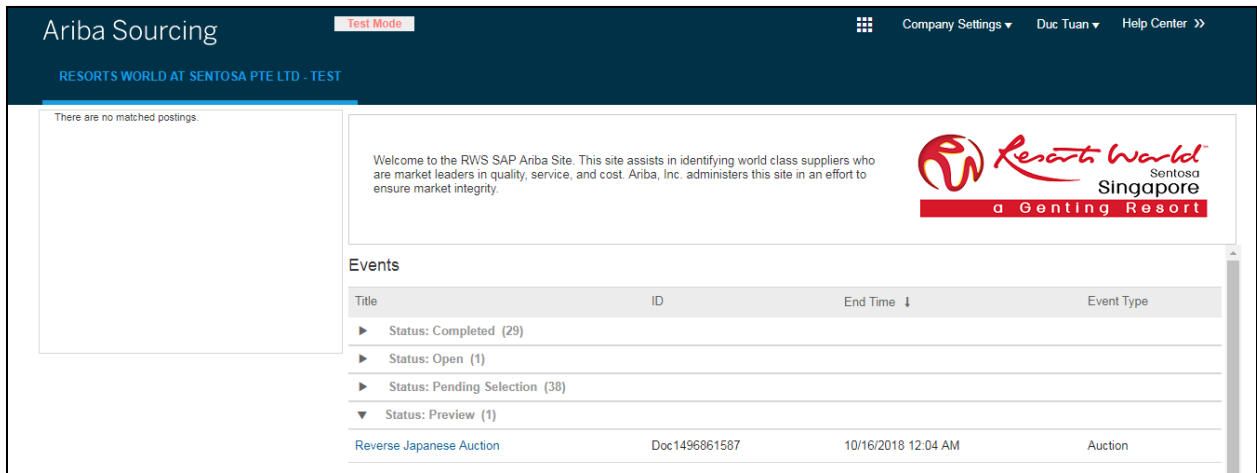 Ariba Sourcing
Test Mode
Company Settings ▾
Duc Tuan ▾
Help Center »
RESORTS WORLD AT SENTOSA PTE LTD - TEST
There are no matched postings.
Welcome to the RWS SAP Ariba Site. This site assists in identifying world class suppliers who
are market leaders in quality, service, and cost. Ariba, Inc. administers this site in an effort to
ensure market integrity.
Resorts World
Sentosa
Singapore
a Genting Resort
Events
Title ID End Time ↓ Event Type
► Status: Completed (29)
► Status: Open (1)
► Status: Pending Selection (38)
▼ Status: Preview (1)
Reverse Japanese Auction Doc1496861587 10/16/2018 12:04 AM Auction